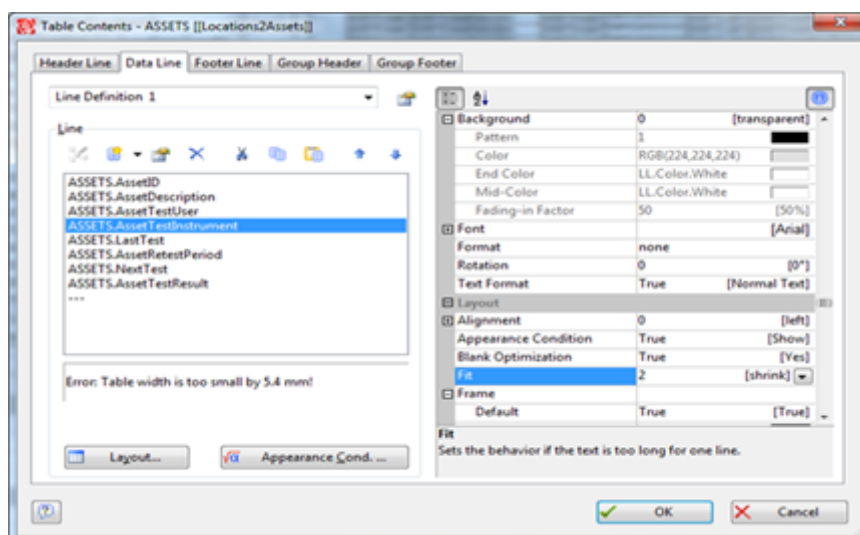 Table Contents - ASSETS [[Locations2Assets]]
Header Line Data Line Footer Line Group Header Group Footer
Line Definition 1
Line
ASSETS.AssetID
ASSETS.AssetDescription
ASSETS.AssetTestUser
ASSETS.AssetTestInstrument
ASSETS.LastTest
ASSETS.AssetRetestPeriod
ASSETS.NextTest
ASSETS.AssetTestResult
---
Error: Table width is too small by 5.4 mm!
Layout...
Appearance Cond. ...
Background 0 [transparent]
Pattern 1
Color RGB(224,224,224)
End Color LL.Color.White
Mid-Color LL.Color.White
Fading-in Factor 50 [50%]
Font [Arial]
Format none
Rotation 0 [0°]
Text Format True [Normal Text]
Layout
Alignment 0 [left]
Appearance Condition True [Show]
Blank Optimization True [Yes]
Fit 2 [shrink]
Frame
Default True [True]
Fit
Sets the behavior if the text is too long for one line.
OK
Cancel